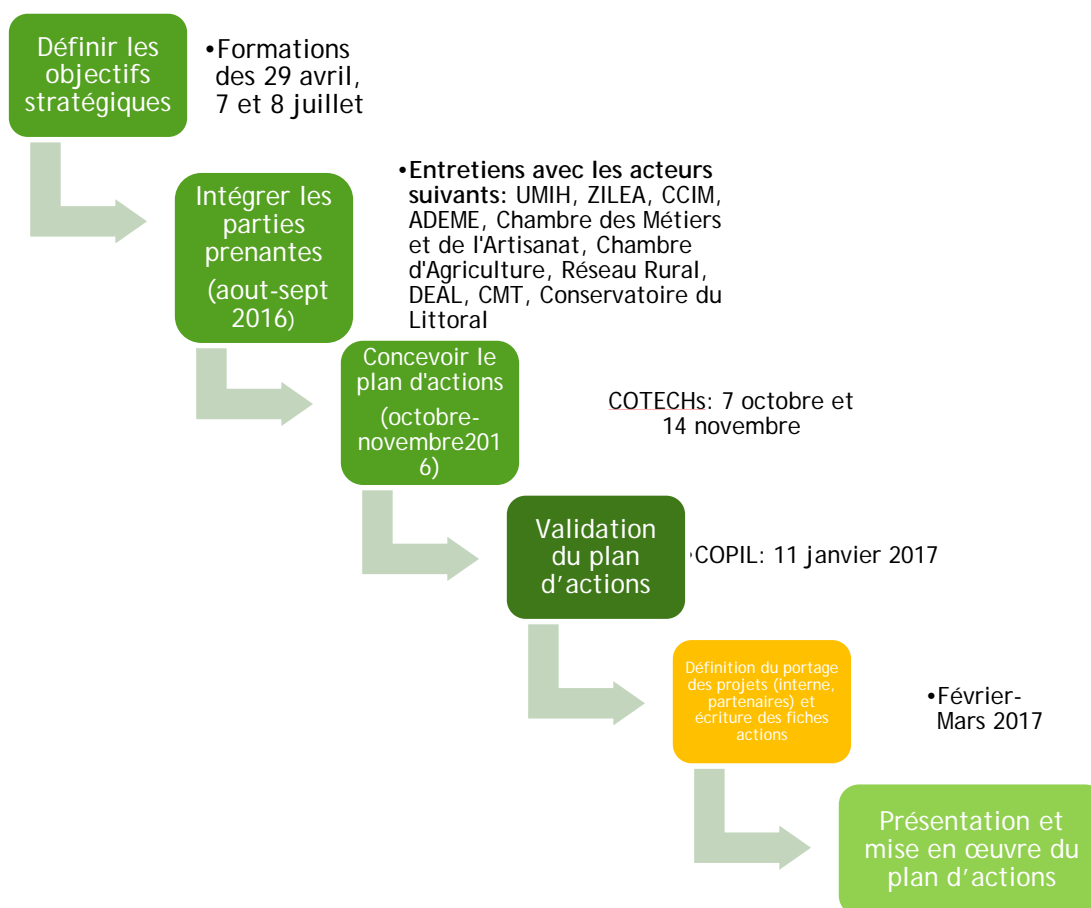 Définir les
objectifs
stratégiques
•Formations
des 29 avril,
7 et 8 juillet
Intégrer les
parties
prenantes
(aout-sept
2016)
•Entretiens avec les acteurs
suivants: UMIH, ZILEA, CCIM,
ADEME, Chambre des Métiers
et de l'Artisanat, Chambre
d'Agriculture, Réseau Rural,
DEAL, CMT, Conservatoire du
Littoral
Concevoir le
plan d'actions
(octobre-
novembre201
6)
COTECHs: 7 octobre et
14 novembre
Validation
du plan
d’actions
•COPIL: 11 janvier 2017
Définition du portage
des projets (interne,
partenaires) et
écriture des fiches
actions
•Février-
Mars 2017
Présentation et
mise en œuvre du
plan d’actions